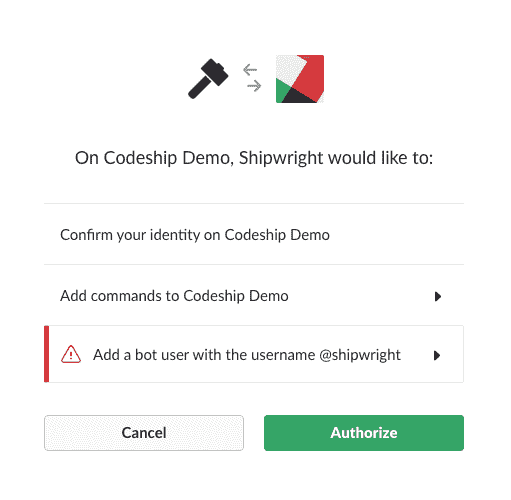 On Codeship Demo, Shipwright would like to:
Confirm your identity on Codeship Demo
Add commands to Codeship Demo
Add a bot user with the username @shipwright
Cancel
Authorize